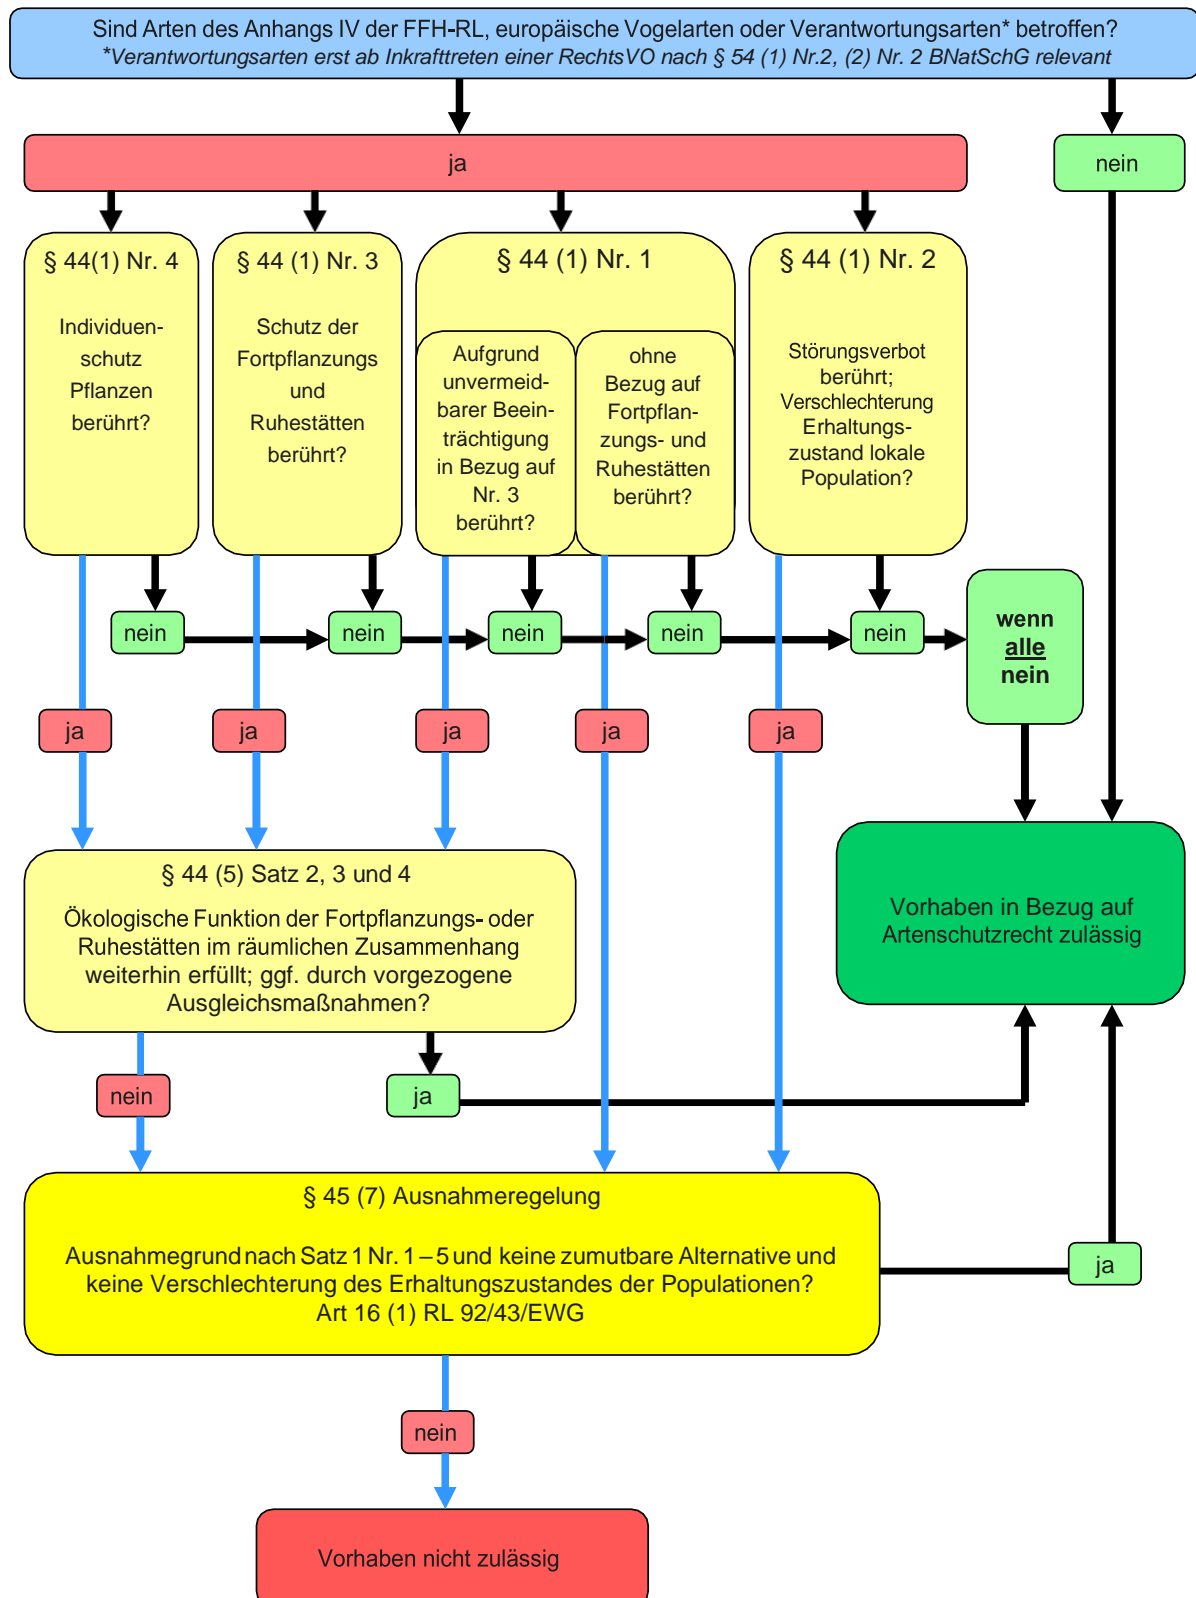 Sind Arten des Anhangs IV der FFH-RL, europäische Vogelarten oder Verantwortungsarten* betroffen?
*Verantwortungsarten erst ab Inkrafttreten einer RechtsVO nach § 54 (1) Nr.2, (2) Nr. 2 BNatSchG relevant
ja
nein
§ 44(1) Nr. 4
Individuen-
schutz
Pflanzen
berührt?
§ 44 (1) Nr. 3
Schutz der
Fortpflanzungs
und
Ruhestätten
berührt?
§ 44 (1) Nr. 1
Aufgrund
unvermeid-
barer Beein-
trächtigung
in Bezug auf
Nr. 3
berührt?
ohne
Bezug auf
Fortpflan-
zungs- und
Ruhestätten
berührt?
§ 44 (1) Nr. 2
Störungsverbot
berührt;
Verschlechterung
Erhaltungs-
zustand lokale
Population?
nein
nein
nein
nein
nein
wenn
alle
nein
ja
ja
ja
ja
ja
§ 44 (5) Satz 2, 3 und 4
Ökologische Funktion der Fortpflanzungs- oder
Ruhestätten im räumlichen Zusammenhang
weiterhin erfüllt; ggf. durch vorgezogene
Ausgleichsmaßnahmen?
Vorhaben in Bezug auf
Artenschutzrecht zulässig
nein
ja
§ 45 (7) Ausnahmeregelung
Ausnahmegrund nach Satz 1 Nr. 1 – 5 und keine zumutbare Alternative und
keine Verschlechterung des Erhaltungszustandes der Populationen?
Art 16 (1) RL 92/43/EWG
ja
nein
Vorhaben nicht zulässig